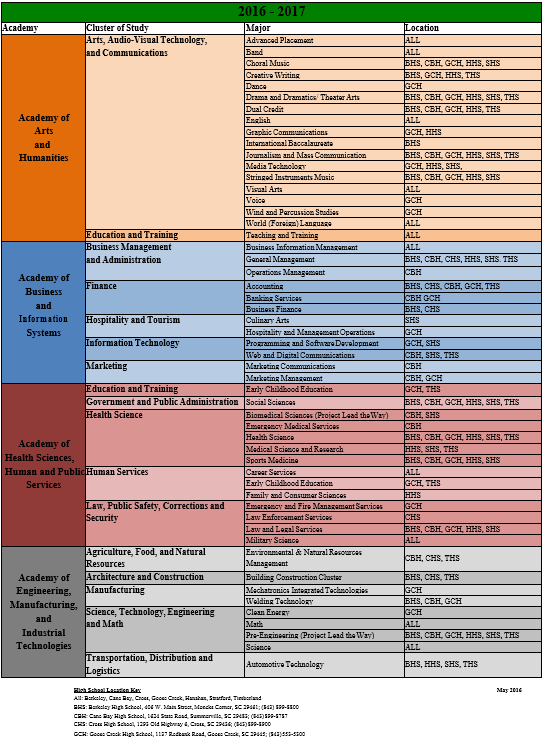 2016 - 2017
Academy Cluster of Study Major Location
Academy of
Arts
and
Humanities
Arts, Audio-Visual Technology,
and Communications
Advanced Placement ALL
Band ALL
Choral Music BHS, CBH, GCH, HHS, SHS
Creative Writing BHS, GCH, HHS, THS
Dance GCH
Drama and Dramatics/ Theater Arts BHS, CBH, GCH, HHS, SHS, THS
Dual Credit BHS, CBH, GCH, HHS, THS
English ALL
Graphic Communications GCH, HHS
International Baccalaureate BHS
Journalism and Mass Communication BHS, CBH, GCH, HHS, SHS, THS
Media Technology GCH, HHS, SHS,
Stringed Instruments Music BHS, CBH, GCH, HHS, SHS
Visual Arts ALL
Voice GCH
Wind and Percussion Studies GCH
World (Foreign) Language ALL
Education and Training Teaching and Training ALL
Academy of
Business
and
Information
Systems
Business Management
and Administration
Business Information Management ALL
General Management BHS, CBH, CHS, HHS, SHS. THS
Operations Management CBH
Finance Accounting BHS, CHS, CBH, GCH, THS
Banking Services CBH GCH
Business Finance BHS, CHS
Hospitality and Tourism Culinary Arts SHS
Hospitality and Management Operations GCH
Information Technology Programming and Software Development GCH, SHS
Web and Digital Communications CBH, SHS, THS
Marketing Marketing Communications CBH
Marketing Management CBH, GCH
Academy of
Health Sciences,
Human and Public
Services
Education and Training Early Childhood Education GCH, THS
Government and Public Administration Social Sciences BHS, CBH, GCH, HHS, SHS, THS
Health Science Biomedical Sciences (Project Lead the Way) CBH, SHS
Emergency Medical Services CBH
Health Science BHS, CBH, GCH, HHS, SHS, THS
Medical Science and Research HHS, SHS, THS
Sports Medicine BHS, CBH, GCH, HHS, SHS
Human Services Career Services ALL
Early Childhood Education GCH, THS
Family and Consumer Sciences HHS
Law, Public Safety, Corrections and
Security
Emergency and Fire Management Services GCH
Law Enforcement Services CHS
Law and Legal Services BHS, CBH, GCH, HHS, SHS
Military Science ALL
Academy of
Engineering,
Manufacturing,
and
Industrial
Technologies
Agriculture, Food, and Natural
Resources
Environmental & Natural Resources
Management
CBH, CHS, THS
Architecture and Construction Building Construction Cluster BHS, CHS, THS
Manufacturing Mechatronics Integrated Technologies GCH
Welding Technology BHS, CBH, GCH
Science, Technology, Engineering
and Math
Clean Energy GCH
Math ALL
Pre-Engineering (Project Lead the Way) BHS, CBH, GCH, HHS, SHS, THS
Science ALL
Transportation, Distribution and
Logistics
Automotive Technology BHS, HHS, SHS, THS
High School Location Key May 2016
All: Berkeley, Cane Bay, Cross, Goose Creek, Hanahan, Stratford, Timberland
BHS: Berkeley High School, 406 W. Main Street, Moncks Corner, SC 29461; (843) 899-8800
CBH: Cane Bay High School, 1624 State Road, Summerville, SC 29483; (843)899-8787
CHS: Cross High School, 1293 Old Highway 6, Cross, SC 29436; (843) 899-8900
GCH: Goose Creek High School, 1137 Redbank Road, Goose Creek, SC 29445; (843)553-5300